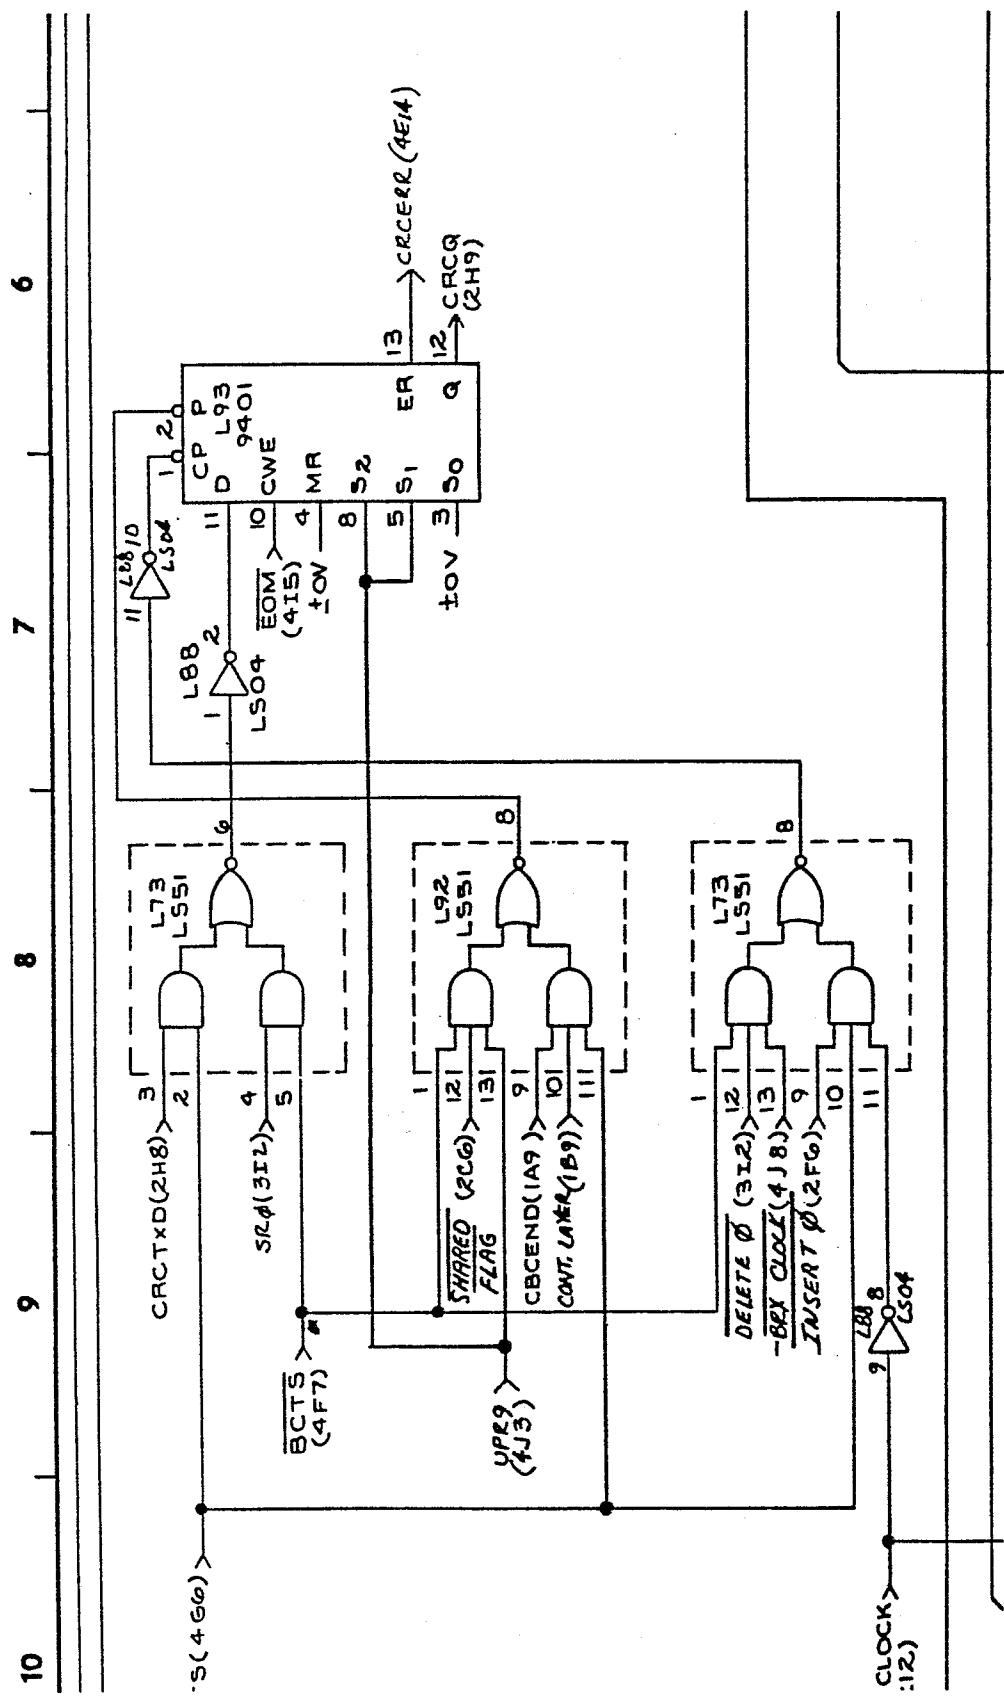 10
9
8
7
6
-S(4G6)
CRCTXD(2H8)
3
2
SRØ(3I2)
4
5
L73
LS51
6
1
L88
2
LS04
11
L88
10
LS04
1
2
CP
P
11
D
L93
9401
EOM
(4I5)
10
CWE
±0V
4
MR
8
S2
5
S1
±0V
3
S0
ER
13
CRCERR(4E14)
Q
12
CRCQ
(2H9)
BCTS
(4F7)
1
SHARED
FLAG
(2C6)
12
13
UPR9
(4J3)
CBCEND(1A9)
9
CONT. LAYER(1B9)
10
11
L92
LS51
8
1
DELETE Ø (3I2)
12
-BRX CLOCK(4J8)
13
INSERT Ø(2F6)
9
10
11
L73
LS51
8
CLOCK
:12)
9
L88
8
LS04